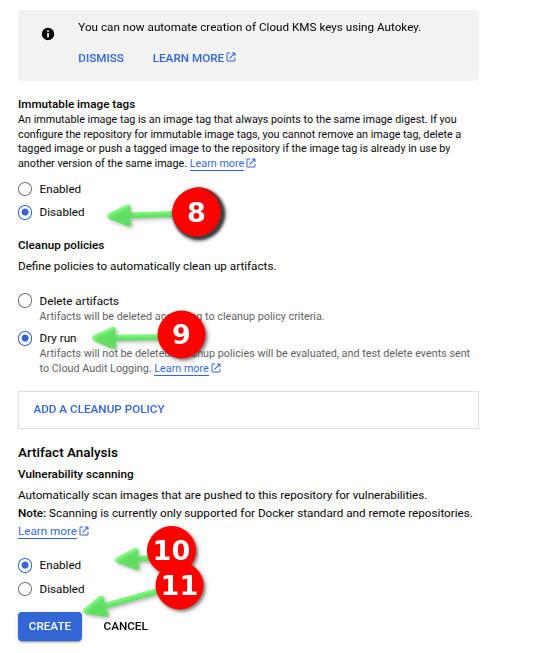 You can now automate creation of Cloud KMS keys using Autokey.
DISMISS LEARN MORE
Immutable image tags
An immutable image tag is an image tag that always points to the same image digest. If you
configure the repository for immutable image tags, you cannot remove an image tag, delete a
tagged image or push a tagged image to the repository if the image tag is already in use by
another version of the same image. Learn more
Enabled
Disabled
8
Cleanup policies
Define policies to automatically clean up artifacts.
Delete artifacts
Artifacts will be deleted to cleanup policy criteria.
Dry run
9
Artifacts will not be deleted. policies will be evaluated, and test delete events sent
to Cloud Audit Logging. Learn more
ADD A CLEANUP POLICY
Artifact Analysis
Vulnerability scanning
Automatically scan images that are pushed to this repository for vulnerabilities.
Note: Scanning is currently only supported for Docker standard and remote repositories.
Learn more
Enabled
10
Disabled
11
CREATE CANCEL